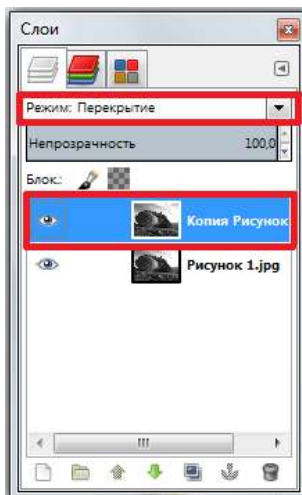 Слои
Режим: Перекрытие
Непрозрачность 100,0
Блок.:
Копия Рисунок
Рисунок 1.jpg